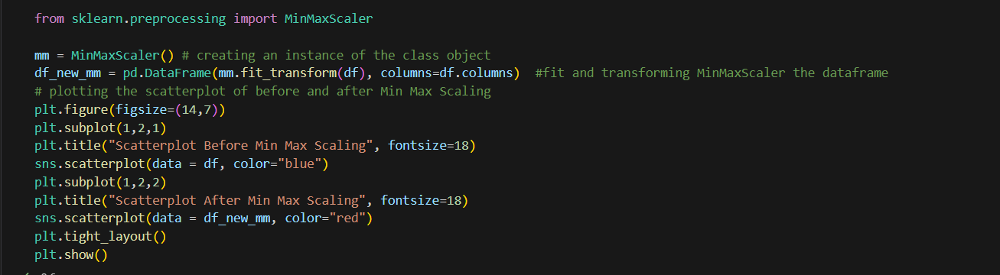 from sklearn.preprocessing import MinMaxScaler
mm = MinMaxScaler() # creating an instance of the class object
df_new_mm = pd.DataFrame(mm.fit_transform(df), columns=df.columns)  #fit and transforming MinMaxScaler the dataframe
# plotting the scatterplot of before and after Min Max Scaling
plt.figure(figsize=(14,7))
plt.subplot(1,2,1)
plt.title("Scatterplot Before Min Max Scaling", fontsize=18)
sns.scatterplot(data = df, color="blue")
plt.subplot(1,2,2)
plt.title("Scatterplot After Min Max Scaling", fontsize=18)
sns.scatterplot(data = df_new_mm, color="red")
plt.tight_layout()
plt.show()